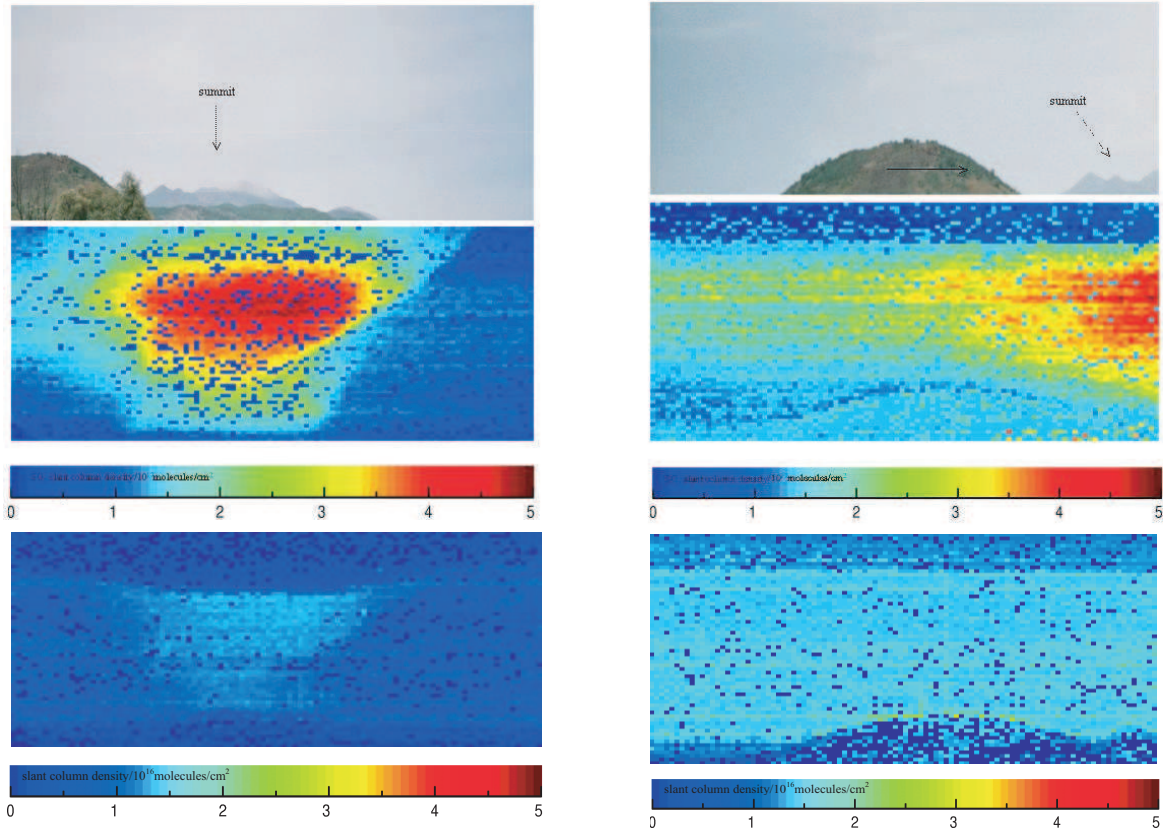 summit
summit
slant column density/10 molecules/cm²
0 1 2 3 4 5
slant column density/10 molecules/cm²
0 1 2 3 4 5
slant column density/10¹⁶molecules/cm²
0 1 2 3 4 5
slant column density/10¹⁶molecules/cm²
0 1 2 3 4 5